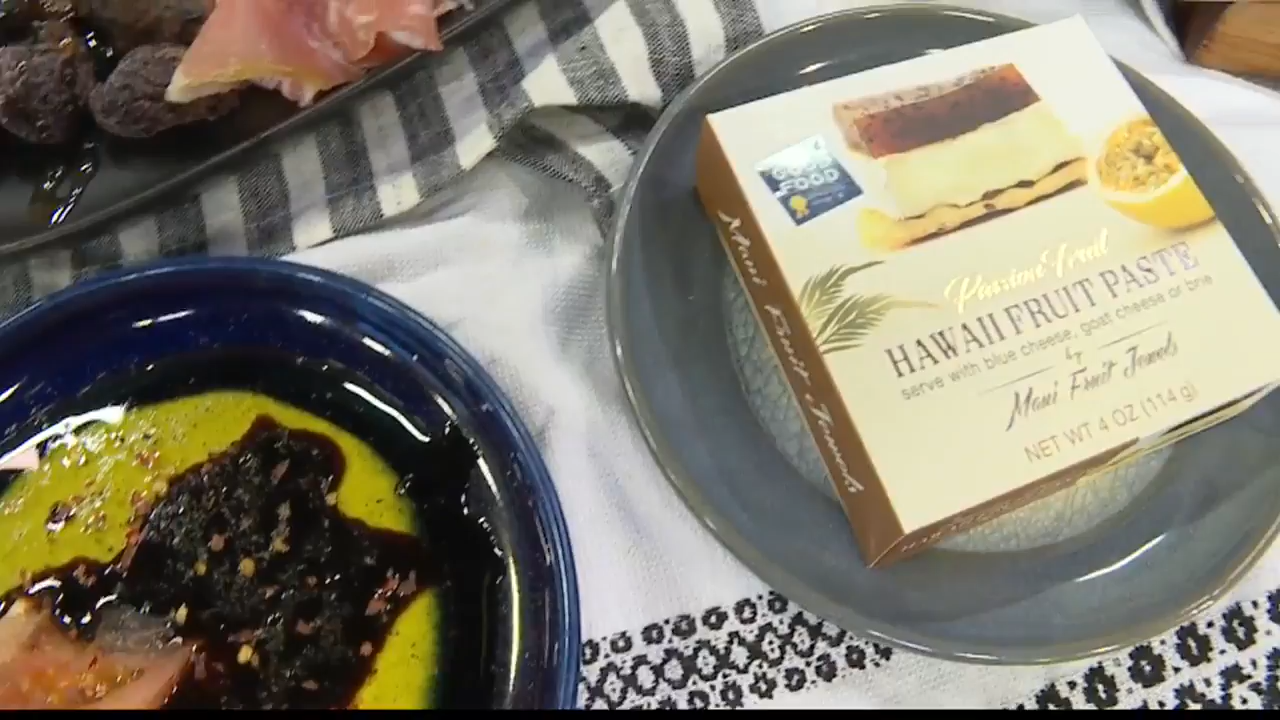 GOOD
FOOD
Passion Fruit
HAWAII FRUIT PASTE
serve with blue cheese, goat cheese or brie
by
Maui Fruit Jewels
NET WT 4 OZ (114 g)
Maui Fruit Jewels